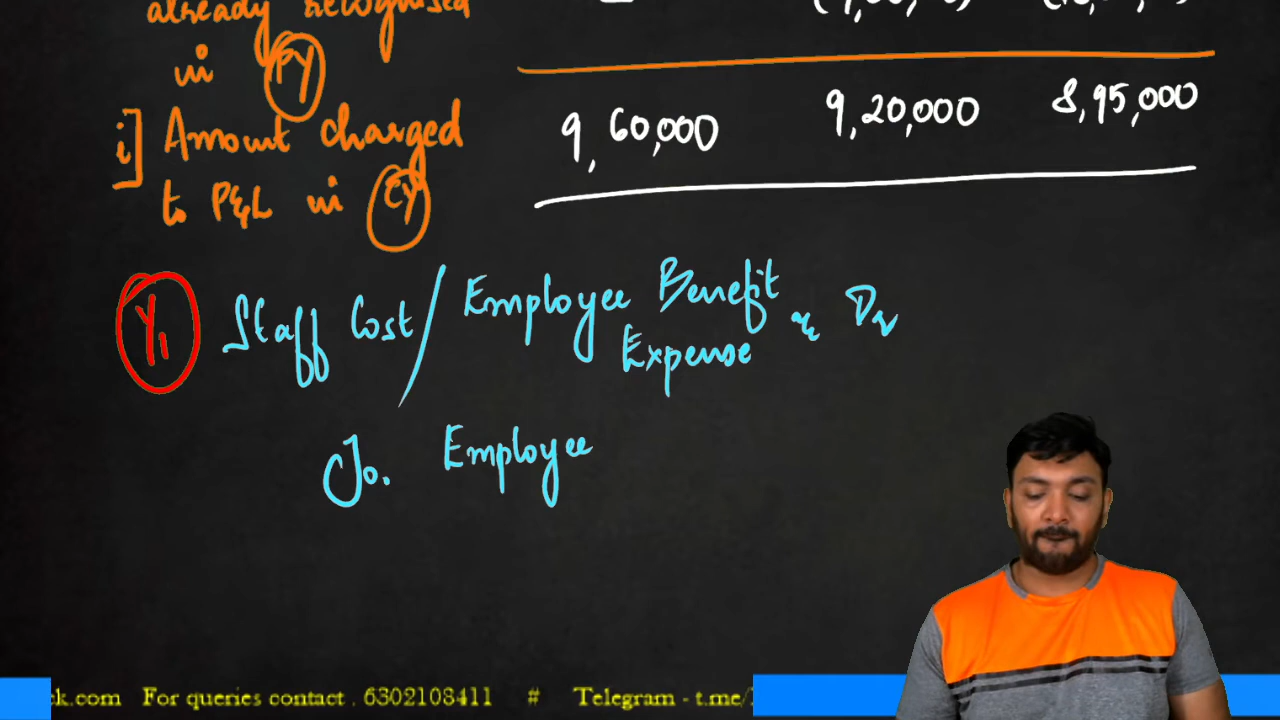 already recognised
in PY
i] Amount charged
to P&L in CY
9,60,000 9,20,000 8,95,000
Y1 Staff Cost / Employee Benefit
Expense Dr
To. Employee
ck.com For queries contact . 6302108411 # Telegram - t.me/